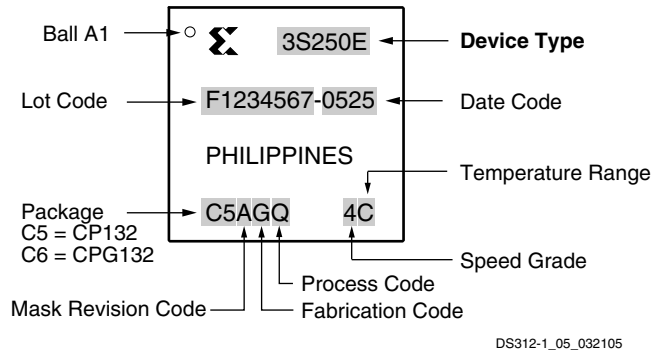 Ball A1
3S250E
Device Type
Lot Code
F1234567-0525
Date Code
PHILIPPINES
Temperature Range
Package
C5 = CP132
C6 = CPG132
C5AGQ
4C
Speed Grade
Process Code
Mask Revision Code
Fabrication Code
DS312-1_05_032105